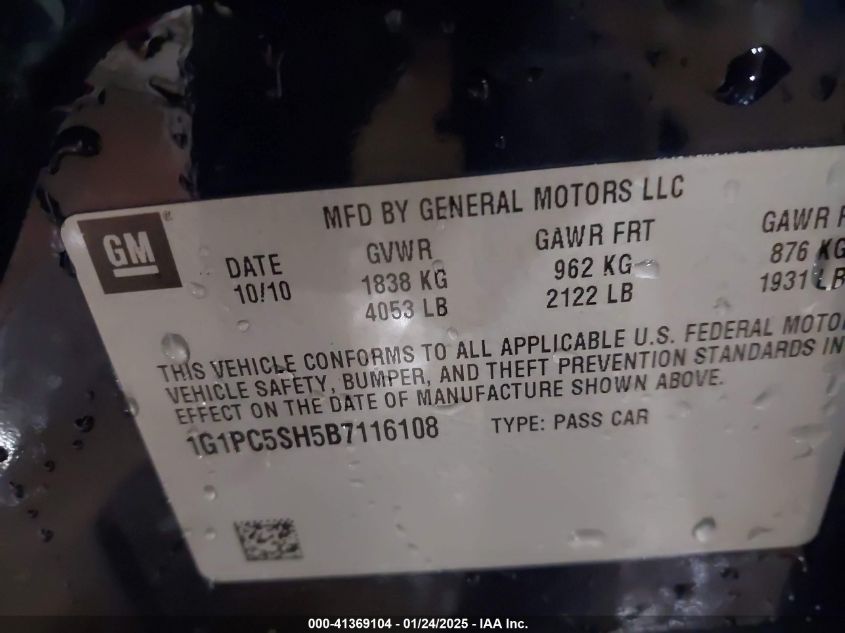 MFD BY GENERAL MOTORS LLC
GM
DATE GVWR GAWR FRT GAWR
10/10 1838 KG 962 KG 876 KG
4053 LB 2122 LB 1931 LB
THIS VEHICLE CONFORMS TO ALL APPLICABLE U.S. FEDERAL MOTO
VEHICLE SAFETY, BUMPER, AND THEFT PREVENTION STANDARDS IN
EFFECT ON THE DATE OF MANUFACTURE SHOWN ABOVE.
1G1PC5SH5B7116108 TYPE: PASS CAR
000-41369104 - 01/24/2025 - IAA Inc.